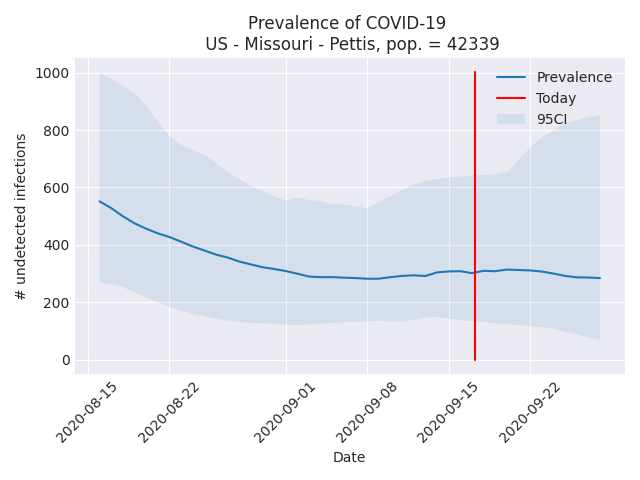 Prevalence of COVID-19
US - Missouri - Pettis, pop. = 42339
1000
800
600
400
200
0
# undetected infections
Prevalence
Today
95CI
2020-08-15
2020-08-22
2020-09-01
2020-09-08
2020-09-15
2020-09-22
Date